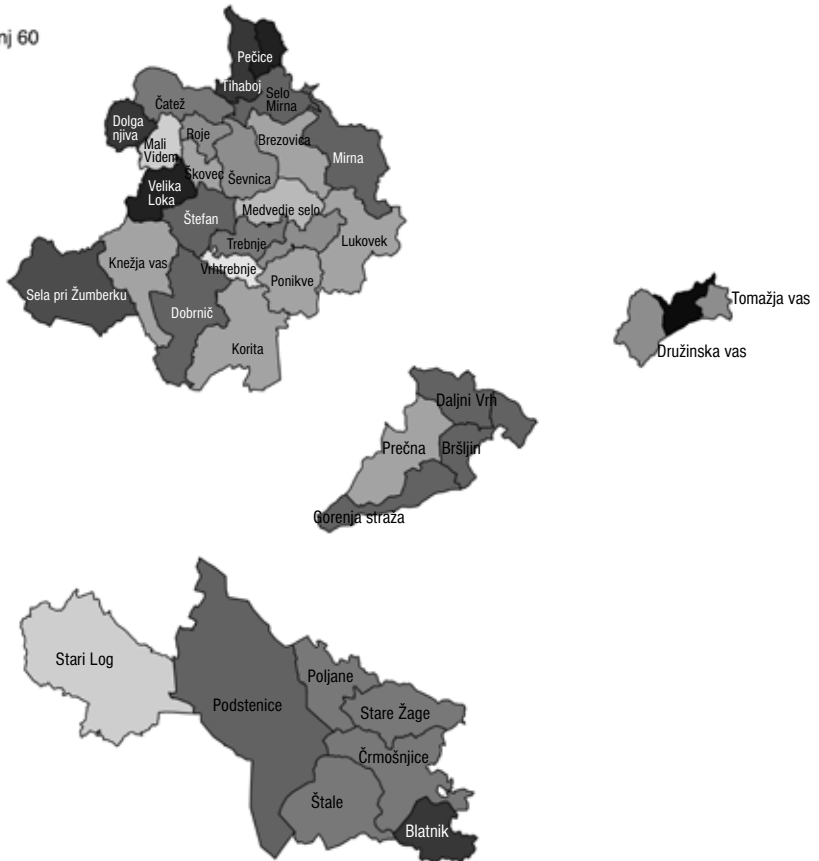 nj 60
Pečice
Tihaboj
Selo
Mirna
Čatež
Dolga
njiva
Roje
Mali
Videm
Brezovica
Mirna
Škovec
Ševnica
Velika
Loka
Medvedje selo
Štefan
Trebnje
Lukovek
Knežja vas
Vrhtrebnje
Ponikve
Sela pri Žumberku
Dobrnič
Korita
Tomažja vas
Družinska vas
Daljni Vrh
Prečna
Bršljin
Gorenja straža
Stari Log
Poljane
Podstenice
Stare Žage
Črmošnjice
Štale
Blatnik